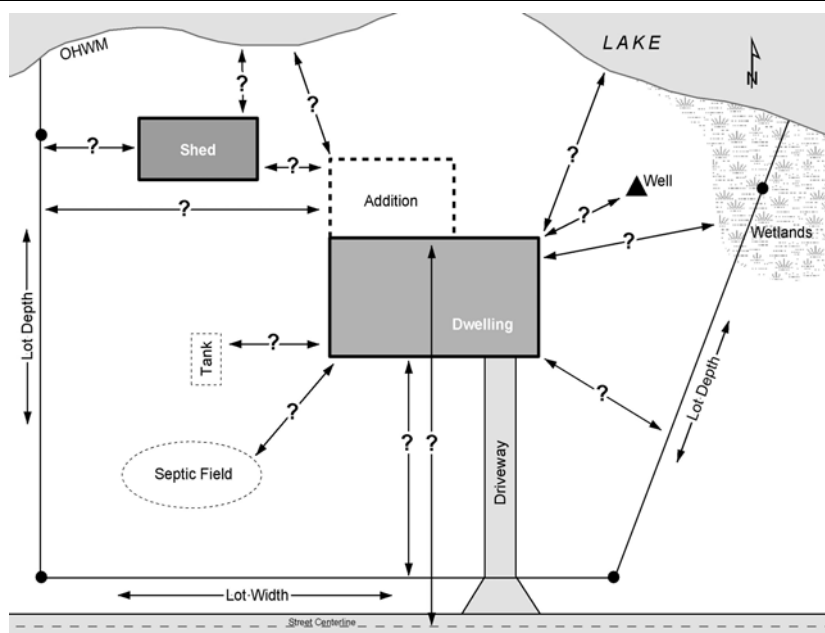 OHWM
LAKE
N
?
?
?
Shed
?
?
?
Well
?
Addition
?
?
Wetlands
Lot Depth
Dwelling
Tank
?
?
?
?
?
Lot Depth
Septic Field
Driveway
Lot Width
Street Centerline